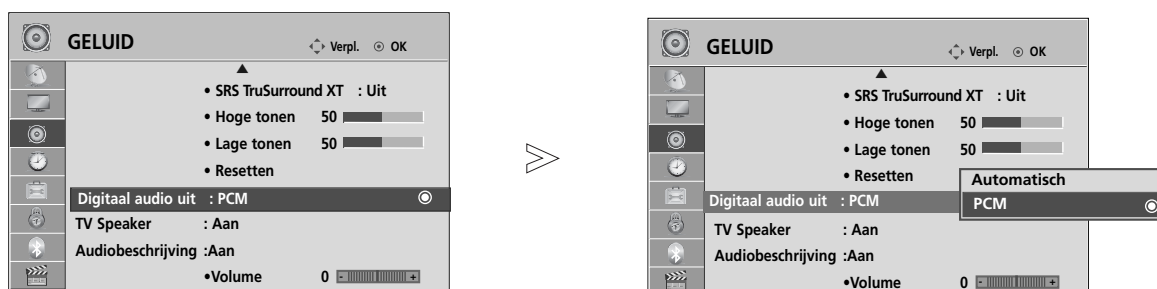 GELUID Verpl. OK
• SRS TruSurround XT : Uit
• Hoge tonen 50
• Lage tonen 50
• Resetten
Digitaal audio uit : PCM
TV Speaker : Aan
Audiobeschrijving :Aan
•Volume 0 - +
GELUID Verpl. OK
• SRS TruSurround XT : Uit
• Hoge tonen 50
• Lage tonen 50
• Resetten
Digitaal audio uit : PCM
Automatisch
PCM
TV Speaker : Aan
Audiobeschrijving :Aan
•Volume 0 - +